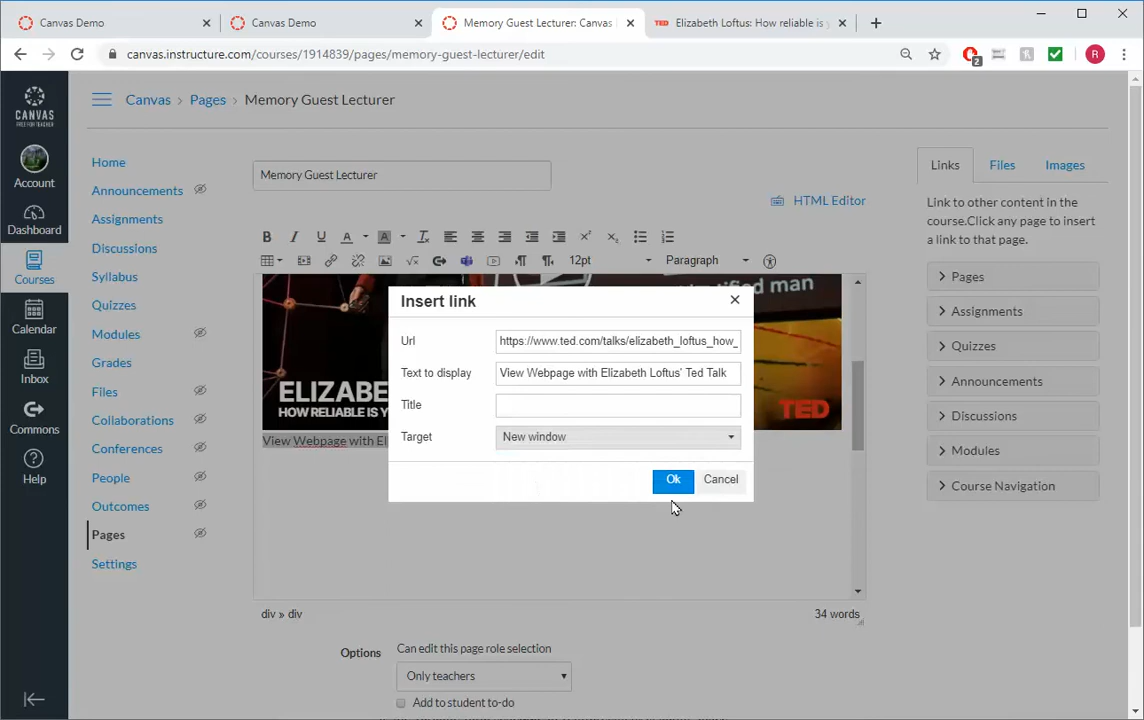 Canvas Demo
Canvas Demo
Memory Guest Lecturer: Canvas
TED
Elizabeth Loftus: How reliable is y
canvas.instructure.com/courses/1914839/pages/memory-guest-lecturer/edit
2
R
CANVAS
FREE FOR TEACHER
Account
Dashboard
Courses
Calendar
Inbox
Commons
Help
Canvas > Pages > Memory Guest Lecturer
Home
Announcements
Assignments
Discussions
Syllabus
Quizzes
Modules
Grades
Files
Collaborations
Conferences
People
Outcomes
Pages
Settings
Memory Guest Lecturer
HTML Editor
12pt
Paragraph
man
ELIZABE
HOW RELIABLE IS Y
TED
View Webpage with El
Insert link
Url
https://www.ted.com/talks/elizabeth_loftus_how_
Text to display
View Webpage with Elizabeth Loftus' Ted Talk
Title
Target
New window
Ok
Cancel
div » div
34 words
Options
Can edit this page role selection
Only teachers
Add to student to-do
Links
Files
Images
Link to other content in the
course.Click any page to insert
a link to that page.
Pages
Assignments
Quizzes
Announcements
Discussions
Modules
Course Navigation